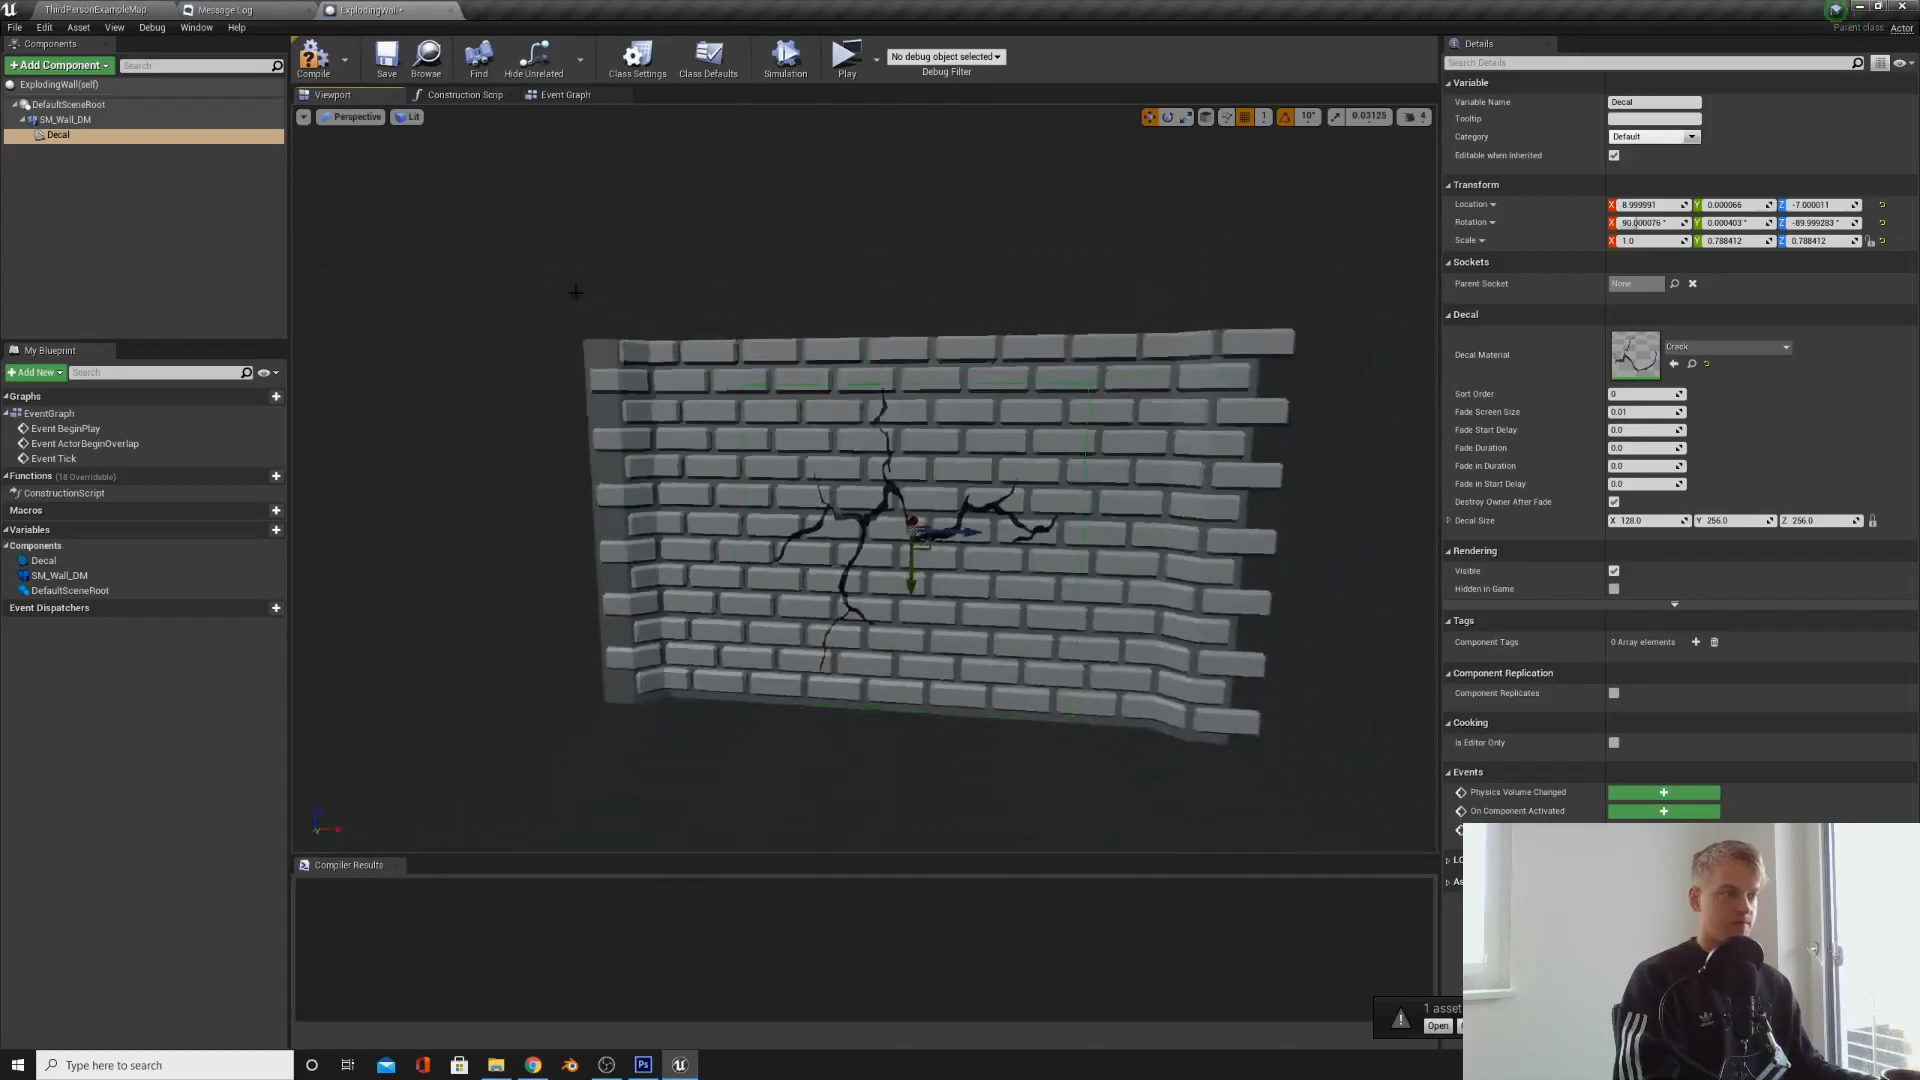 ThirdPersonExampleMap
Message Log
ExplodingWall*
File Edit Asset View Debug Window Help
Parent class: Actor
Components
+Add Component
Search
ExplodingWall(self)
DefaultSceneRoot
SM_Wall_DM
Decal
My Blueprint
+Add New
Search
Graphs
EventGraph
Event BeginPlay
Event ActorBeginOverlap
Event Tick
Functions (18 Overridable)
ConstructionScript
Macros
Variables
Components
Decal
SM_Wall_DM
DefaultSceneRoot
Event Dispatchers
Compile
Save
Browse
Find
Hide Unrelated
Class Settings
Class Defaults
Simulation
Play
No debug object selected
Debug Filter
Viewport
Construction Scrip
Event Graph
Perspective
Lit
1
10°
0.03125
4
Compiler Results
Details
Search Details
Variable
Variable Name Decal
Tooltip
Category Default
Editable when Inherited
Transform
Location X 8.999991 Y 0.000066 Z -7.000011
Rotation X 90.000076 ° Y 0.000403 ° Z -89.999283 °
Scale X 1.0 Y 0.788412 Z 0.788412
Sockets
Parent Socket None
Decal
Decal Material Crack
Sort Order 0
Fade Screen Size 0.01
Fade Start Delay 0.0
Fade Duration 0.0
Fade in Duration 0.0
Fade in Start Delay 0.0
Destroy Owner After Fade
Decal Size X 128.0 Y 256.0 Z 256.0
Rendering
Visible
Hidden in Game
Tags
Component Tags 0 Array elements
Component Replication
Component Replicates
Cooking
Is Editor Only
Events
Physics Volume Changed
On Component Activated
LO
As
1 asset
Open
Type here to search
Ps